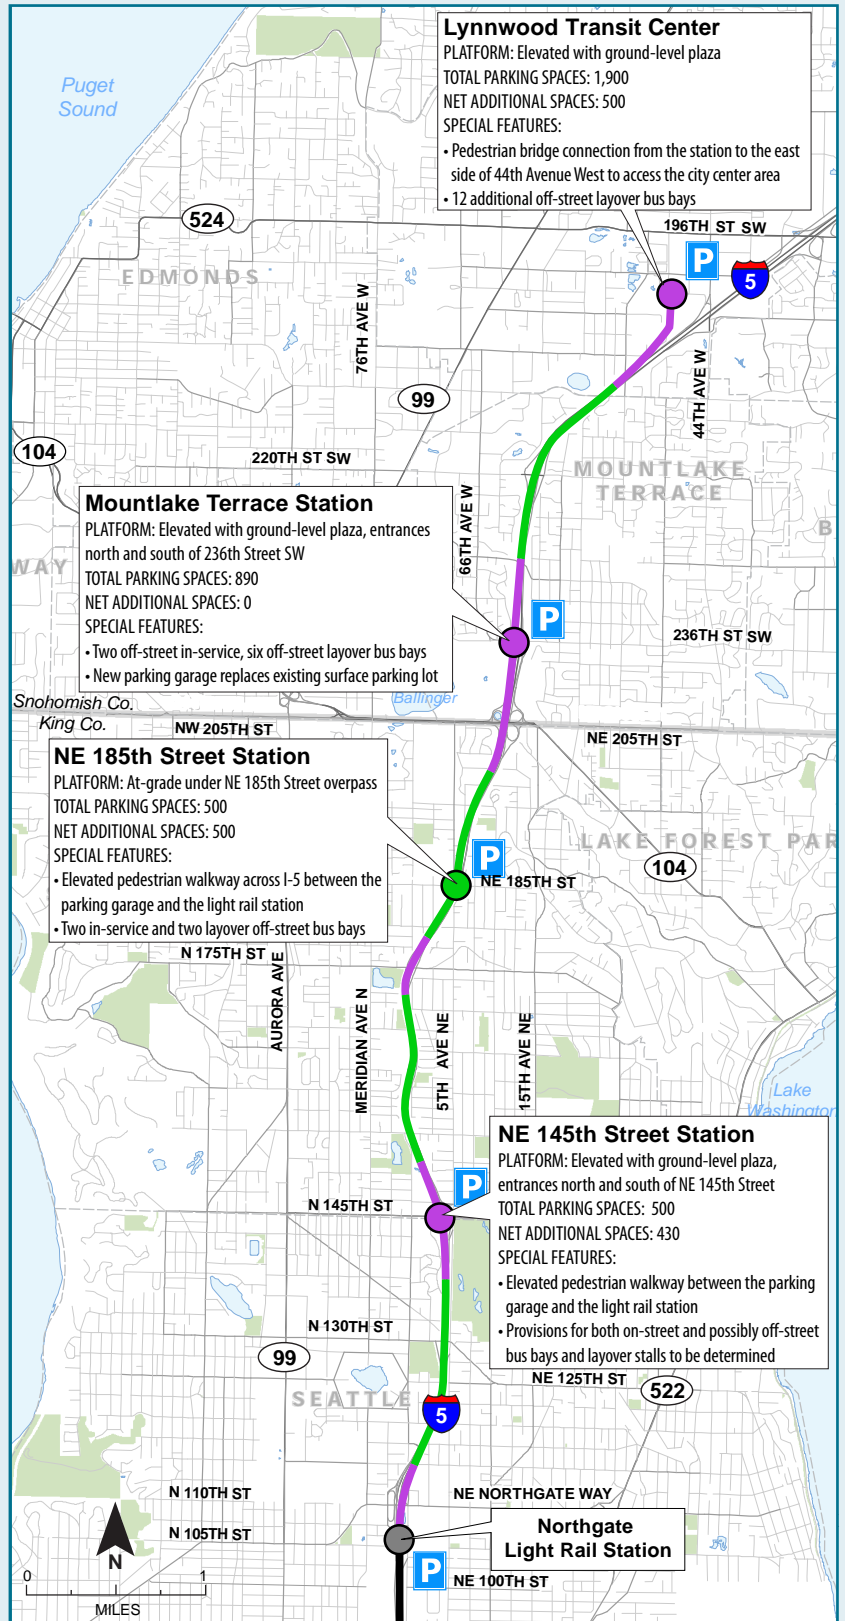 Lynnwood Transit Center
PLATFORM: Elevated with ground-level plaza
TOTAL PARKING SPACES: 1,900
NET ADDITIONAL SPACES: 500
SPECIAL FEATURES:
• Pedestrian bridge connection from the station to the east
side of 44th Avenue West to access the city center area
• 12 additional off-street layover bus bays
Puget
Sound
524
196TH ST SW
P
5
EDMONDS
76TH AVE W
99
44TH AVE W
104
220TH ST SW
MOUNTLAKE
TERRACE
Mountlake Terrace Station
PLATFORM: Elevated with ground-level plaza, entrances
north and south of 236th Street SW
TOTAL PARKING SPACES: 890
NET ADDITIONAL SPACES: 0
SPECIAL FEATURES:
• Two off-street in-service, six off-street layover bus bays
• New parking garage replaces existing surface parking lot
66TH AVE W
B
WAY
P
236TH ST SW
Ballinger
Snohomish Co.
King Co.
NW 205TH ST
NE 205TH ST
NE 185th Street Station
PLATFORM: At-grade under NE 185th Street overpass
TOTAL PARKING SPACES: 500
NET ADDITIONAL SPACES: 500
SPECIAL FEATURES:
• Elevated pedestrian walkway across I-5 between the
parking garage and the light rail station
• Two in-service and two layover off-street bus bays
LAKE FOREST PAR
P
104
NE 185TH ST
N 175TH ST
AURORA AVE
MERIDIAN AVE N
5TH AVE NE
15TH AVE NE
Lake
Washington
NE 145th Street Station
PLATFORM: Elevated with ground-level plaza,
entrances north and south of NE 145th Street
TOTAL PARKING SPACES: 500
NET ADDITIONAL SPACES: 430
SPECIAL FEATURES:
• Elevated pedestrian walkway between the parking
garage and the light rail station
• Provisions for both on-street and possibly off-street
bus bays and layover stalls to be determined
P
N 145TH ST
N 130TH ST
99
NE 125TH ST
522
SEATTLE
5
N 110TH ST
NE NORTHGATE WAY
N 105TH ST
Northgate
Light Rail Station
P
NE 100TH ST
N
0 1
MILES